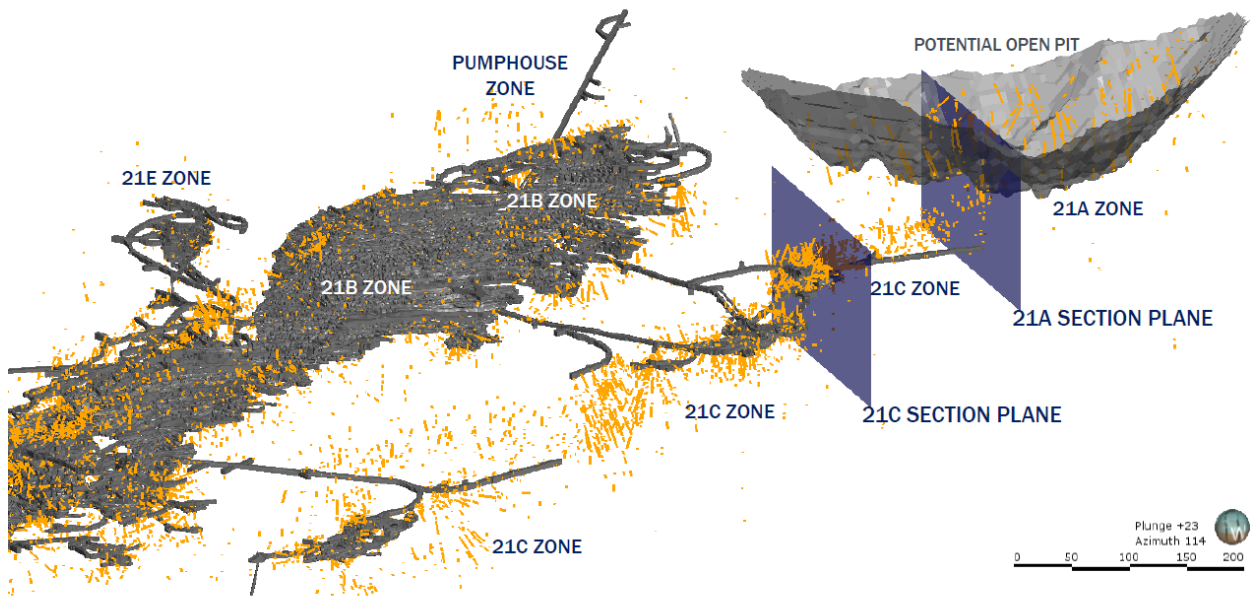 POTENTIAL OPEN PIT
PUMPHOUSE
ZONE
21E ZONE
21B ZONE
21A ZONE
21B ZONE
21C ZONE
21A SECTION PLANE
21C ZONE
21C SECTION PLANE
21C ZONE
Plunge +23
Azimuth 114
W
0 50 100 150 200